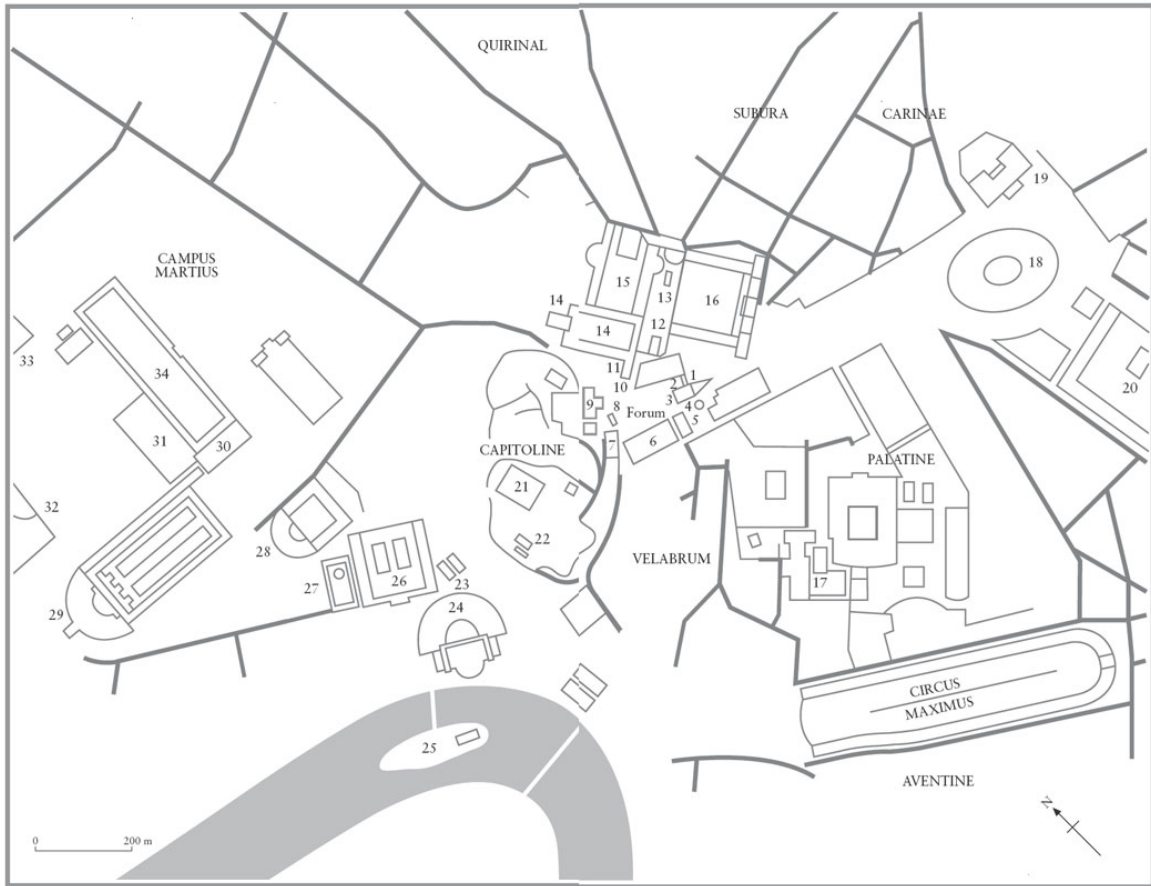 QUIRINAL
SUBURA
CARINAE
19
CAMPUS
MARTIUS
18
15
13
16
14
14
12
33
11
34
10
2
1
20
9
8
Forum
3
4
5
31
30
6
7
CAPITOLINE
PALATINE
21
32
22
28
VELABRUM
27
26
23
17
29
24
CIRCUS
MAXIMUS
25
AVENTINE
N
0
200 m